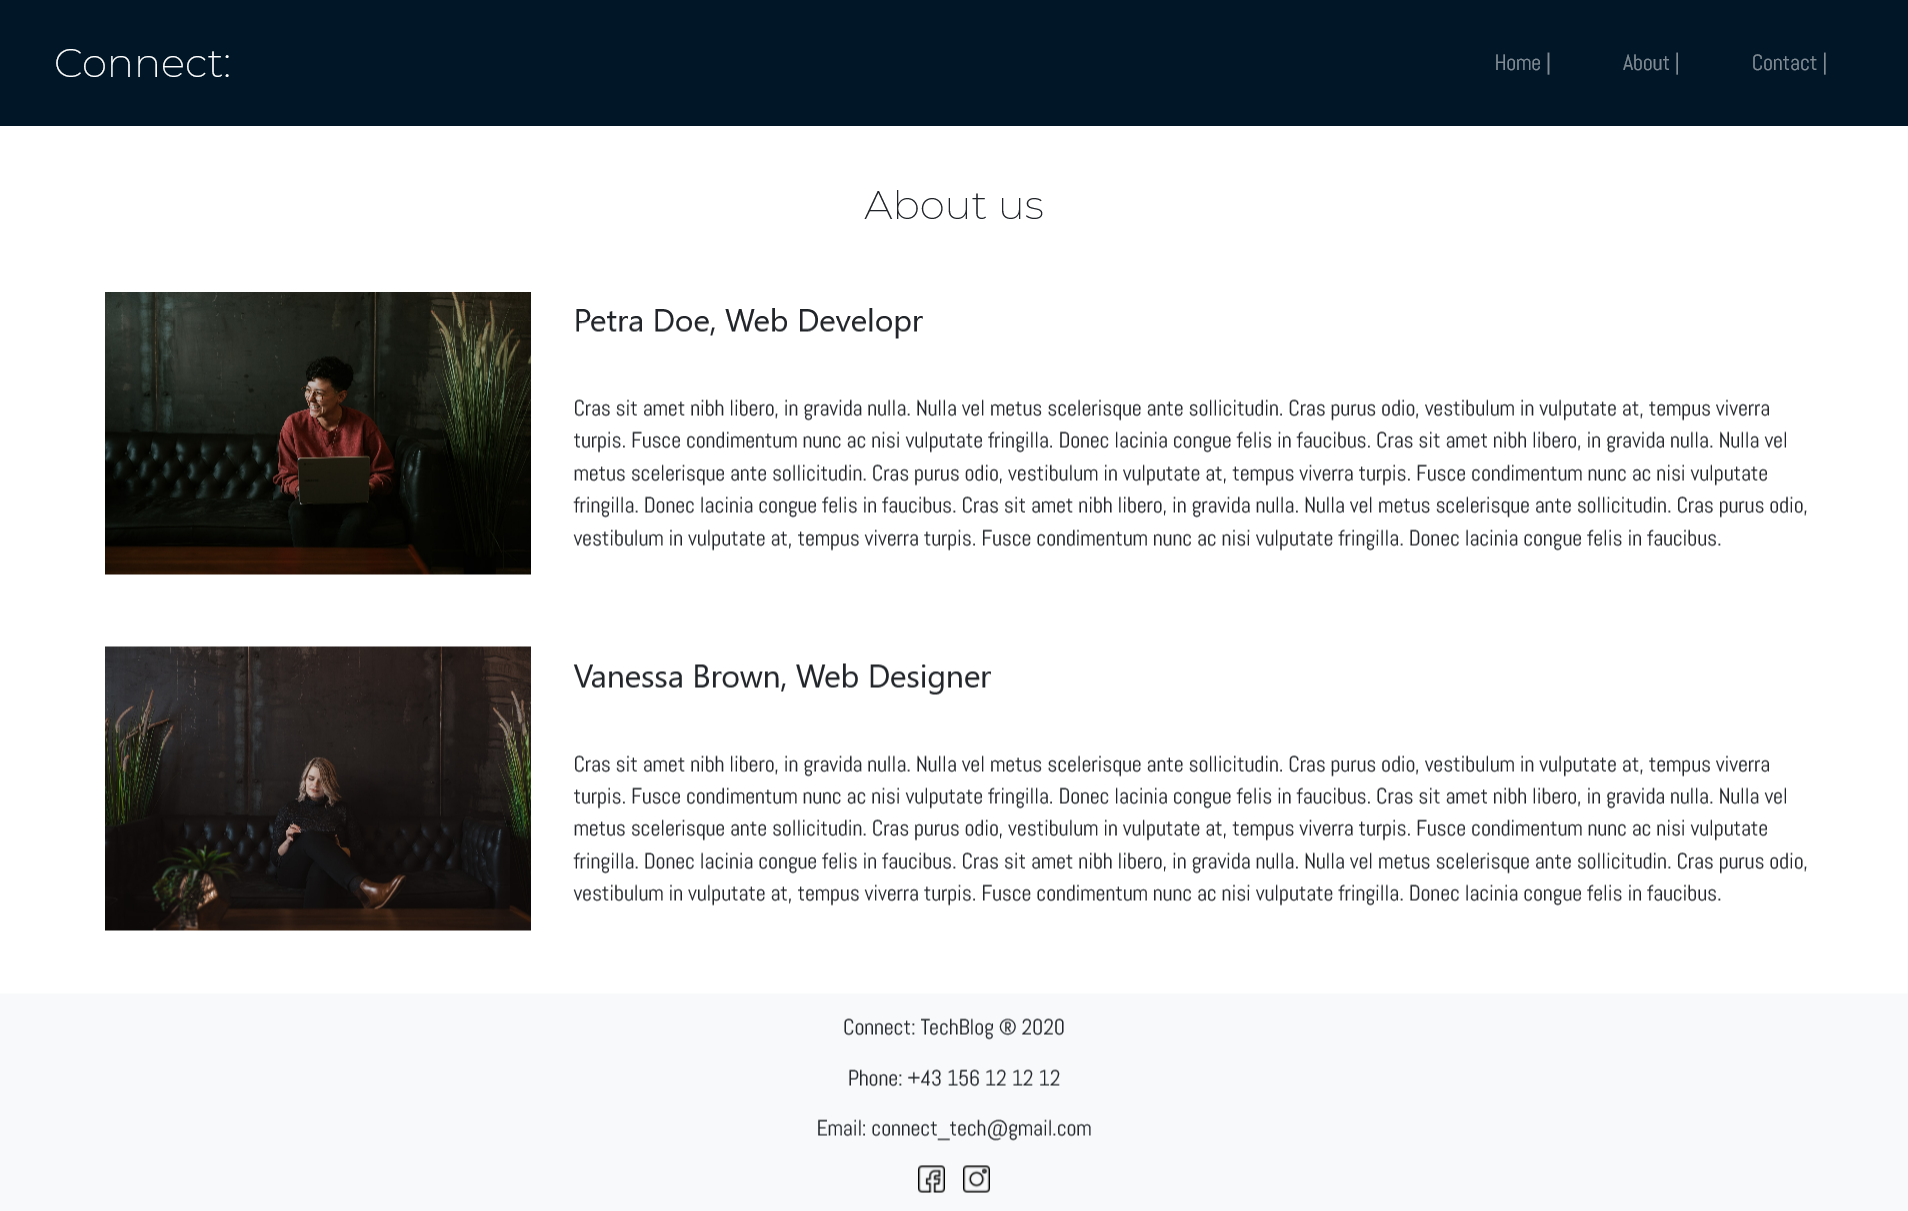 Connect:
Home |
About |
Contact |
About us
Petra Doe, Web Developr
Cras sit amet nibh libero, in gravida nulla. Nulla vel metus scelerisque ante sollicitudin. Cras purus odio, vestibulum in vulputate at, tempus viverra
turpis. Fusce condimentum nunc ac nisi vulputate fringilla. Donec lacinia congue felis in faucibus. Cras sit amet nibh libero, in gravida nulla. Nulla vel
metus scelerisque ante sollicitudin. Cras purus odio, vestibulum in vulputate at, tempus viverra turpis. Fusce condimentum nunc ac nisi vulputate
fringilla. Donec lacinia congue felis in faucibus. Cras sit amet nibh libero, in gravida nulla. Nulla vel metus scelerisque ante sollicitudin. Cras purus odio,
vestibulum in vulputate at, tempus viverra turpis. Fusce condimentum nunc ac nisi vulputate fringilla. Donec lacinia congue felis in faucibus.
Vanessa Brown, Web Designer
Cras sit amet nibh libero, in gravida nulla. Nulla vel metus scelerisque ante sollicitudin. Cras purus odio, vestibulum in vulputate at, tempus viverra
turpis. Fusce condimentum nunc ac nisi vulputate fringilla. Donec lacinia congue felis in faucibus. Cras sit amet nibh libero, in gravida nulla. Nulla vel
metus scelerisque ante sollicitudin. Cras purus odio, vestibulum in vulputate at, tempus viverra turpis. Fusce condimentum nunc ac nisi vulputate
fringilla. Donec lacinia congue felis in faucibus. Cras sit amet nibh libero, in gravida nulla. Nulla vel metus scelerisque ante sollicitudin. Cras purus odio,
vestibulum in vulputate at, tempus viverra turpis. Fusce condimentum nunc ac nisi vulputate fringilla. Donec lacinia congue felis in faucibus.
Connect: TechBlog ® 2020
Phone: +43 156 12 12 12
Email: connect_tech@gmail.com